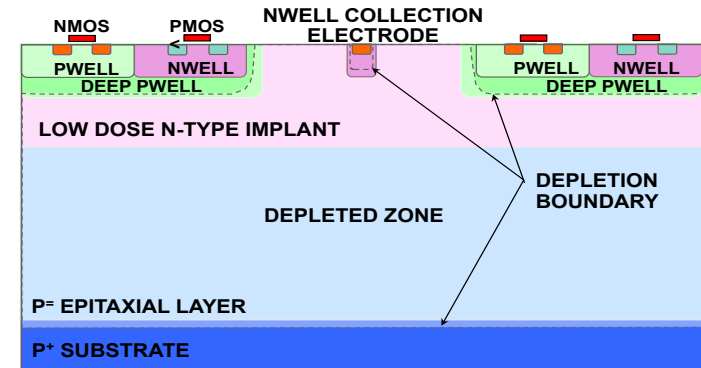 NMOS
PMOS
NWELL COLLECTION
ELECTRODE
PWELL
NWELL
DEEP PWELL
PWELL
NWELL
DEEP PWELL
LOW DOSE N-TYPE IMPLANT
DEPLETION
BOUNDARY
DEPLETED ZONE
P= EPITAXIAL LAYER
P+ SUBSTRATE